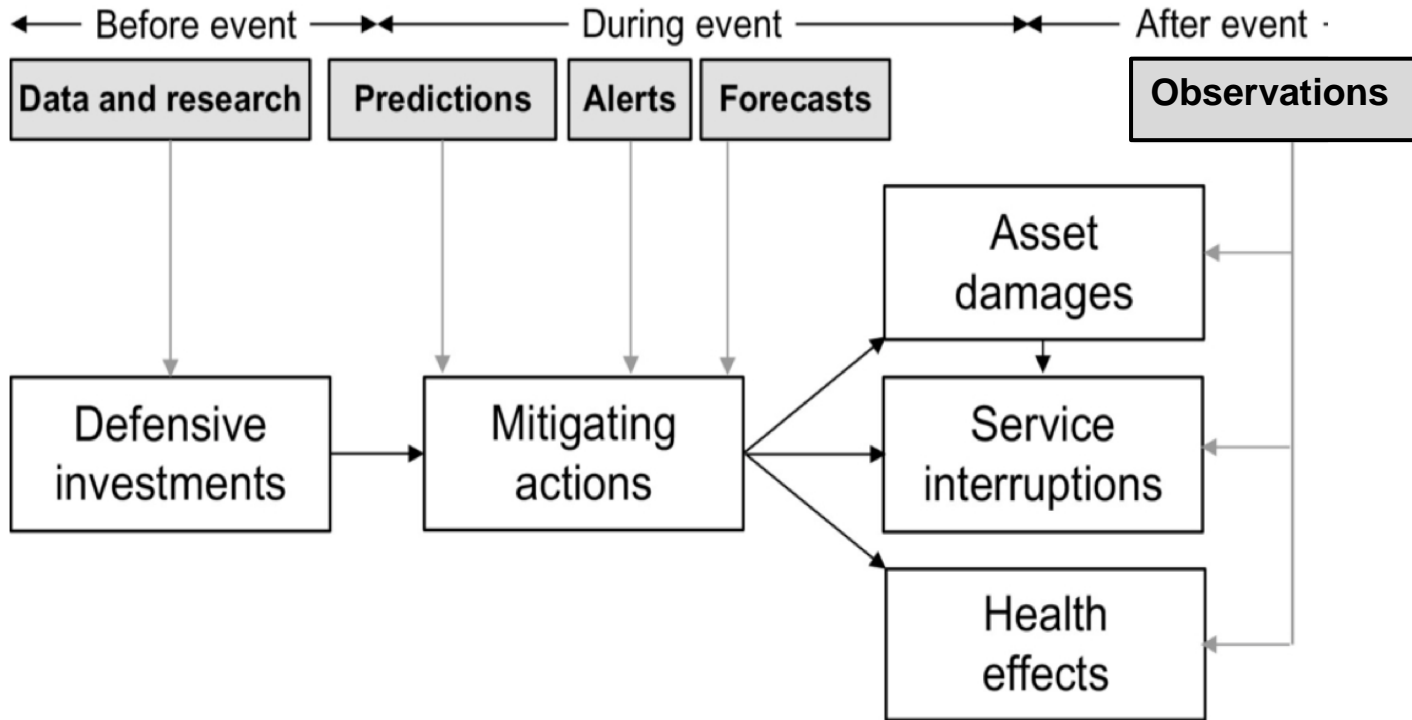 Before event
During event
After event
Data and research
Predictions
Alerts
Forecasts
Observations
Asset
damages
Defensive
investments
Mitigating
actions
Service
interruptions
Health
effects